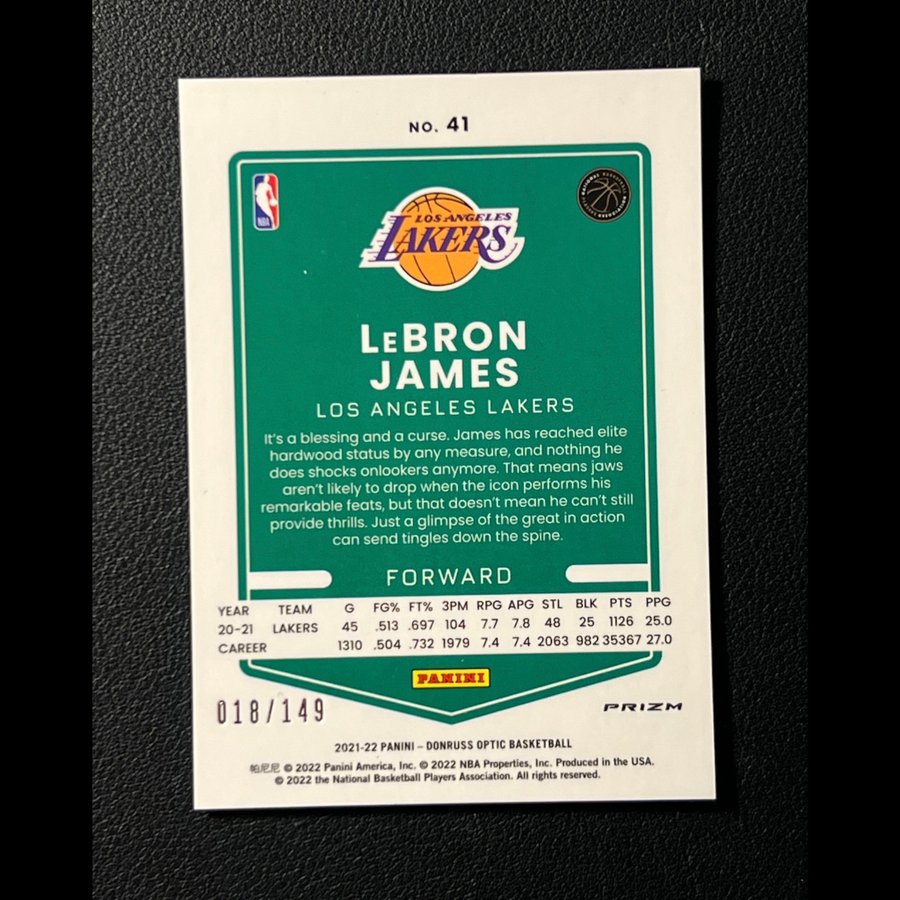 NO. 41
NBA
NATIONAL BASKETBALL
PLAYERS ASSOCIATION
LOS ANGELES
LAKERS
LeBRON
JAMES
LOS ANGELES LAKERS
It's a blessing and a curse. James has reached elite
hardwood status by any measure, and nothing he
does shocks onlookers anymore. That means jaws
aren't likely to drop when the icon performs his
remarkable feats, but that doesn't mean he can't still
provide thrills. Just a glimpse of the great in action
can send tingles down the spine.
FORWARD
YEAR TEAM G FG% FT% 3PM RPG APG STL BLK PTS PPG
20-21 LAKERS 45 .513 .697 104 7.7 7.8 48 25 1126 25.0
CAREER 1310 .504 .732 1979 7.4 7.4 2063 982 35367 27.0
PANINI
018/149
PRIZM
2021-22 PANINI – DONRUSS OPTIC BASKETBALL
帕尼尼 © 2022 Panini America, Inc. © 2022 NBA Properties, Inc. Produced in the USA.
© 2022 the National Basketball Players Association. All rights reserved.